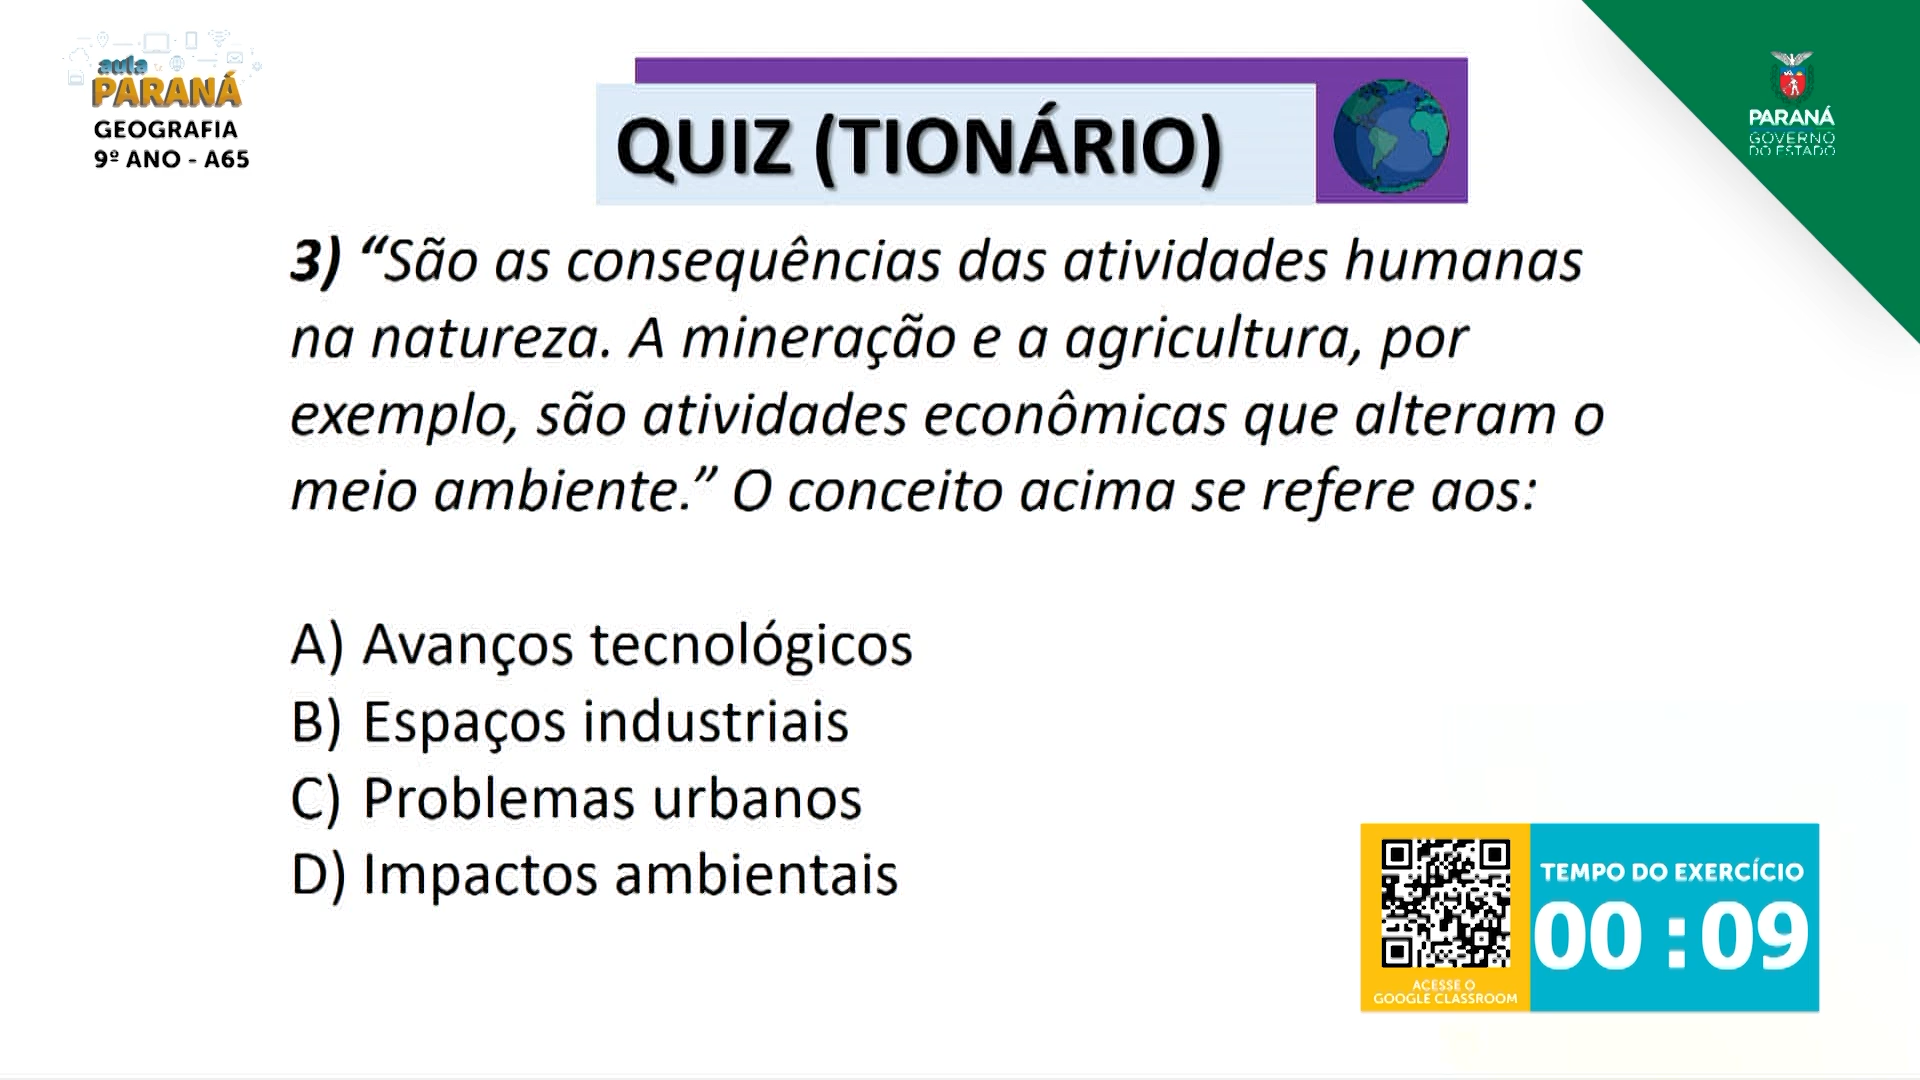 aula
PARANÁ
GEOGRAFIA
9º ANO - A65
QUIZ (TIONÁRIO)
PARANÁ
GOVERNO
DO ESTADO
3) “São as consequências das atividades humanas
na natureza. A mineração e a agricultura, por
exemplo, são atividades econômicas que alteram o
meio ambiente.” O conceito acima se refere aos:
A) Avanços tecnológicos
B) Espaços industriais
C) Problemas urbanos
D) Impactos ambientais
TEMPO DO EXERCÍCIO
00 : 09
ACESSE O
GOOGLE CLASSROOM